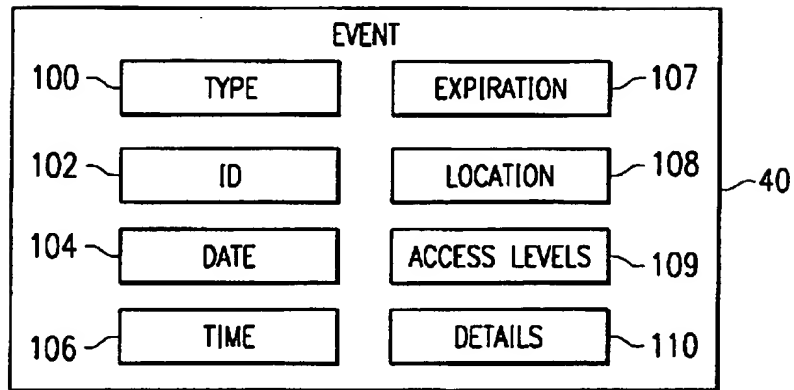 EVENT
100 TYPE EXPIRATION 107
102 ID LOCATION 108
40
104 DATE ACCESS LEVELS 109
106 TIME DETAILS 110